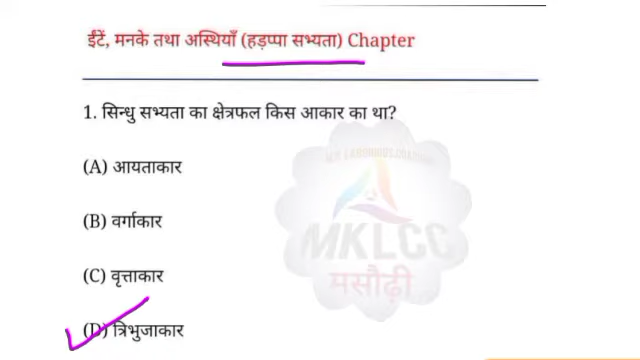 ईंटें, मनके तथा अस्थियाँ (हड़प्पा सभ्यता) Chapter
1. सिन्धु सभ्यता का क्षेत्रफल किस आकार का था?
(A) आयताकार
(B) वर्गाकार
(C) वृत्ताकार
(D) त्रिभुजाकार
MKLCC
मसौढ़ी